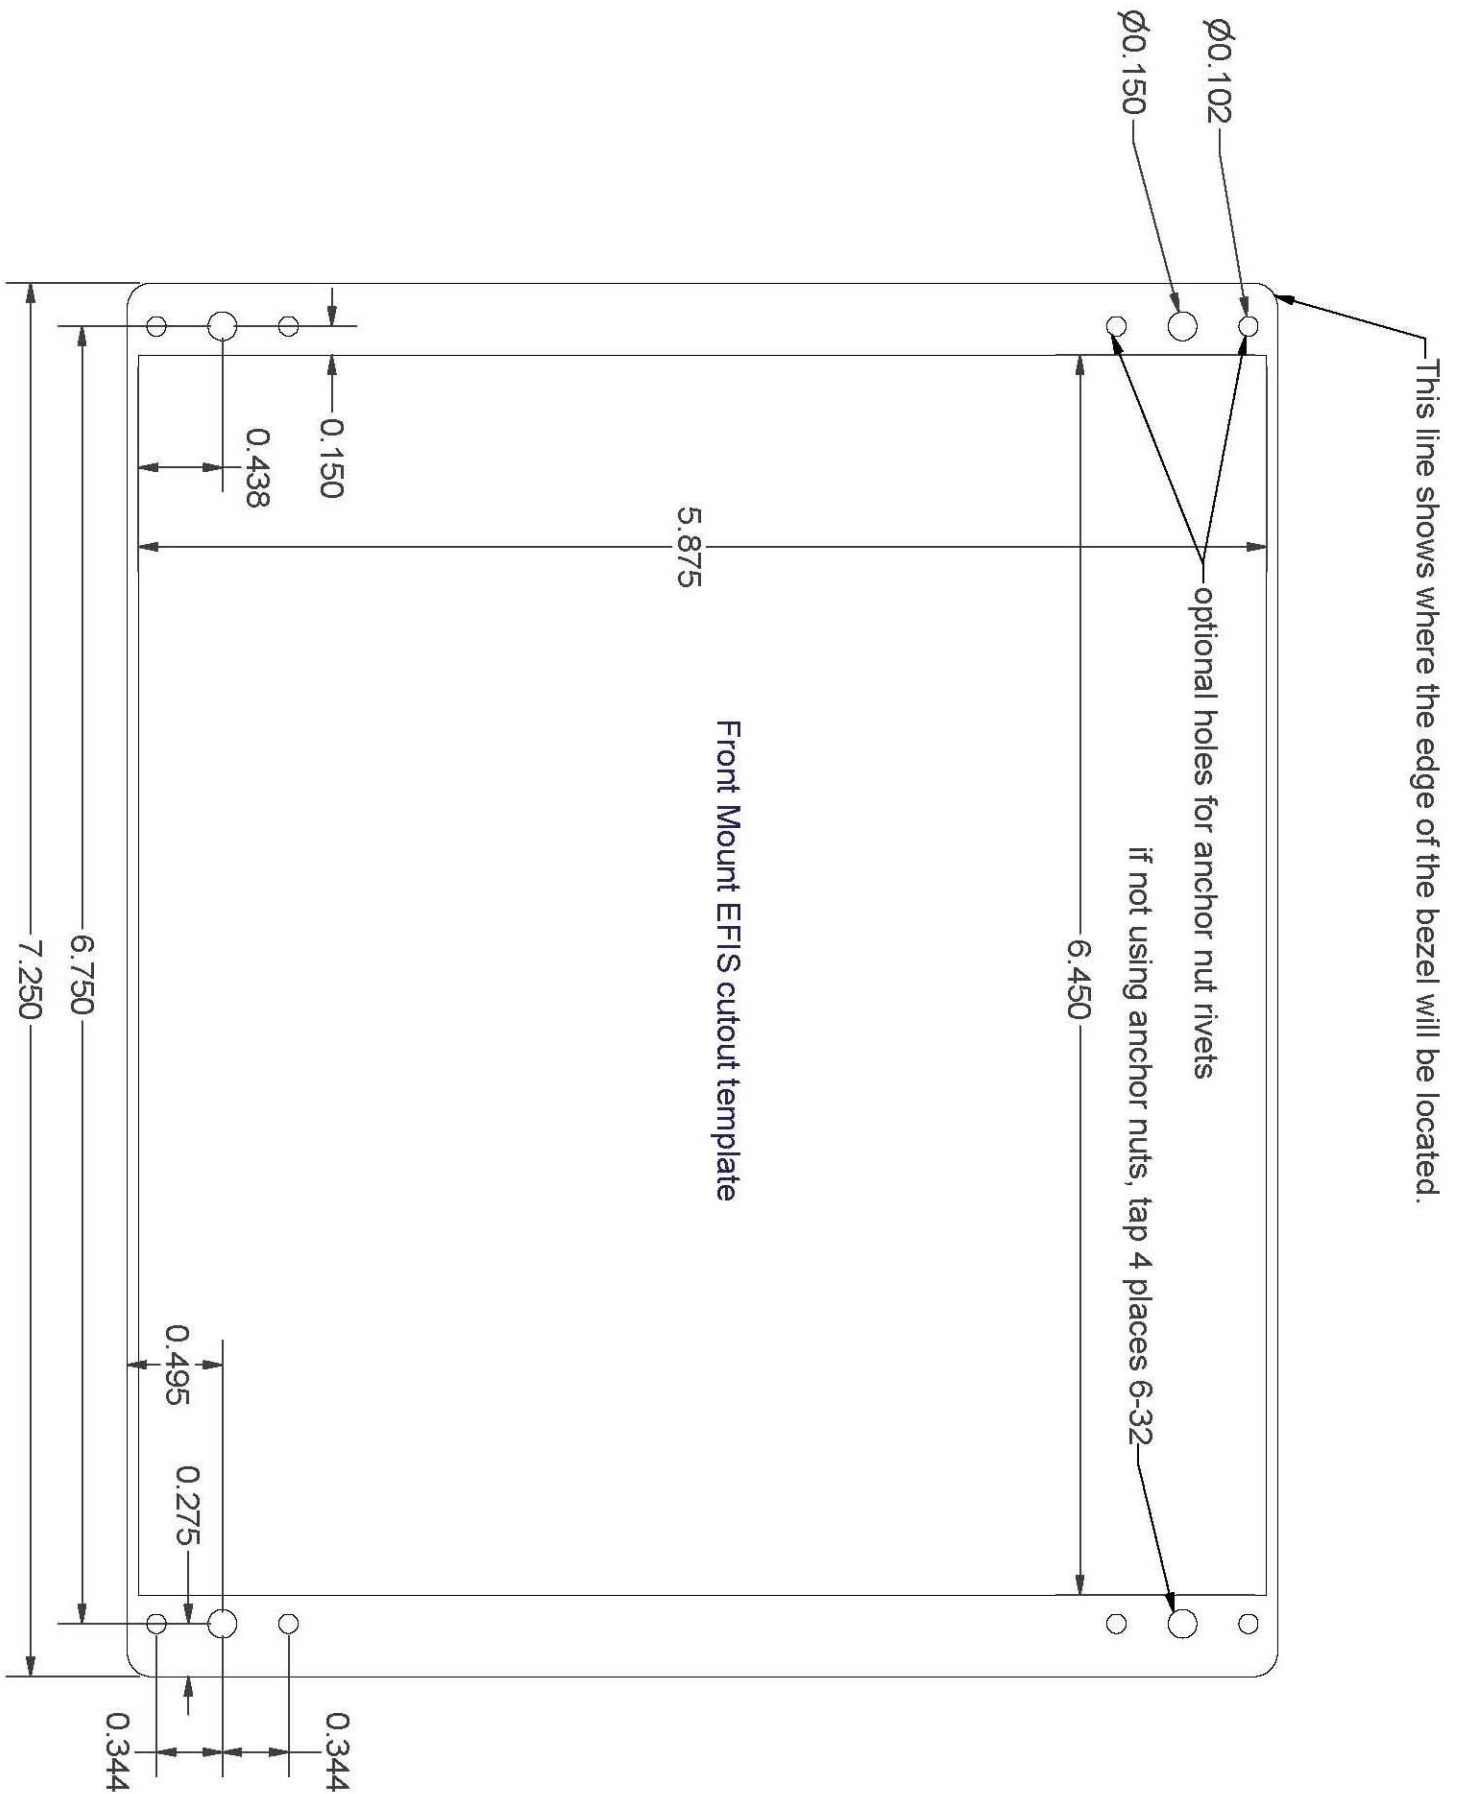 This line shows where the edge of the bezel will be located.
Ø0.102
Ø0.150
optional holes for anchor nut rivets
if not using anchor nuts, tap 4 places 6-32
6.450
Front Mount EFIS cutout template
5.875
0.150
0.438
0.344
0.275
0.495
0.344
6.750
7.250